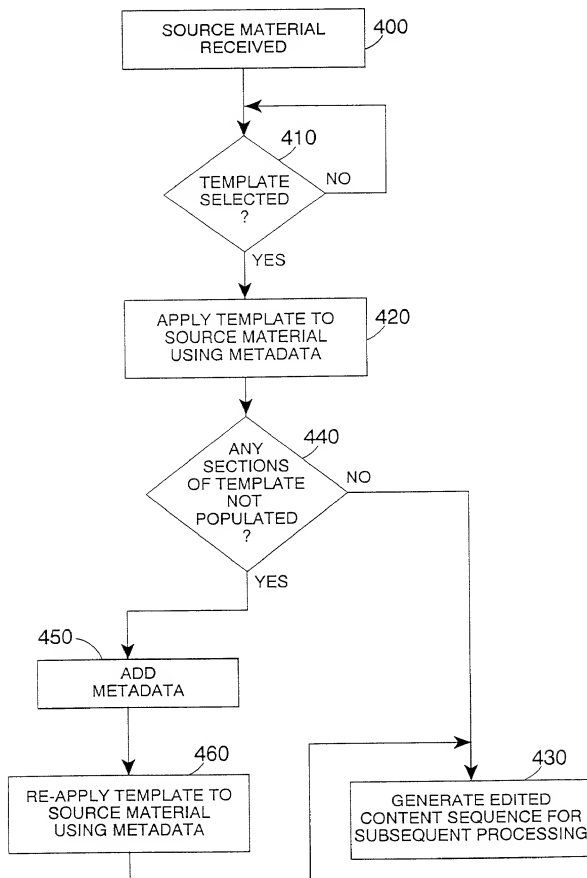 SOURCE MATERIAL
RECEIVED
400
410
TEMPLATE
SELECTED
?
NO
YES
APPLY TEMPLATE TO
SOURCE MATERIAL
USING METADATA
420
440
ANY
SECTIONS
OF TEMPLATE
NOT
POPULATED
?
NO
YES
450
ADD
METADATA
460
RE-APPLY TEMPLATE TO
SOURCE MATERIAL
USING METADATA
430
GENERATE EDITED
CONTENT SEQUENCE FOR
SUBSEQUENT PROCESSING